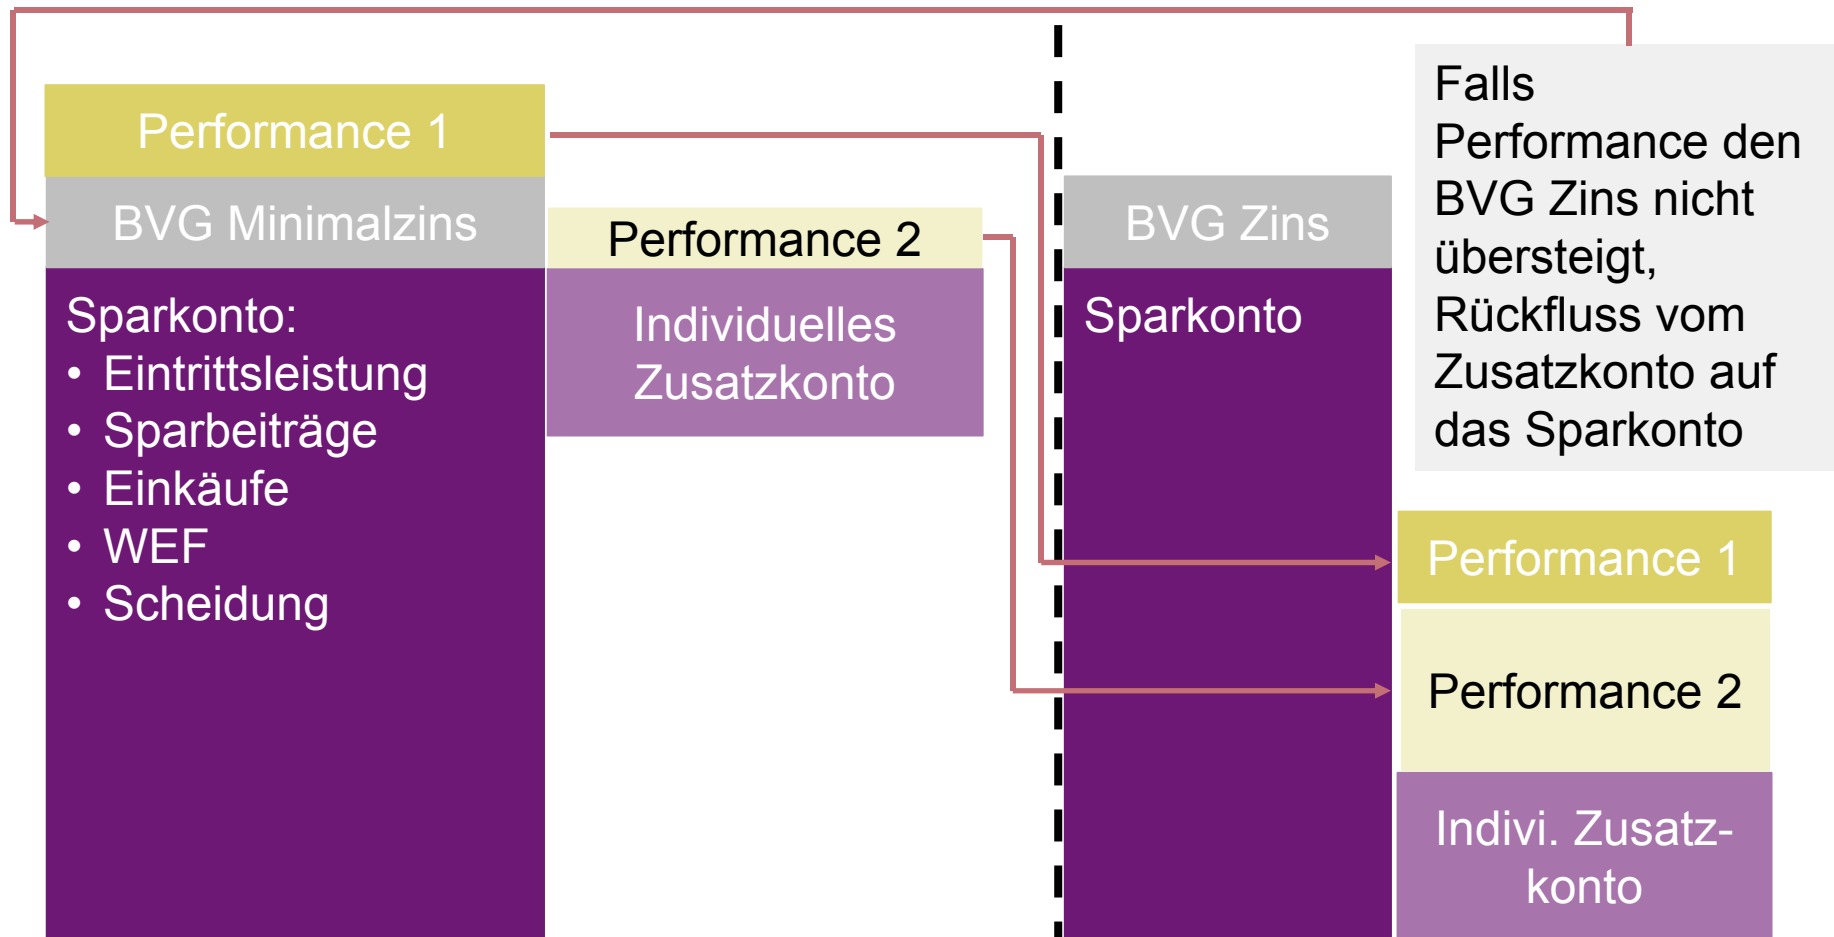 Performance 1
BVG Minimalzins
Sparkonto:
• Eintrittsleistung
• Sparbeiträge
• Einkäufe
• WEF
• Scheidung
Performance 2
Individuelles
Zusatzkonto
BVG Zins
Sparkonto
Falls
Performance den
BVG Zins nicht
übersteigt,
Rückfluss vom
Zusatzkonto auf
das Sparkonto
Performance 1
Performance 2
Indivi. Zusatz-
konto